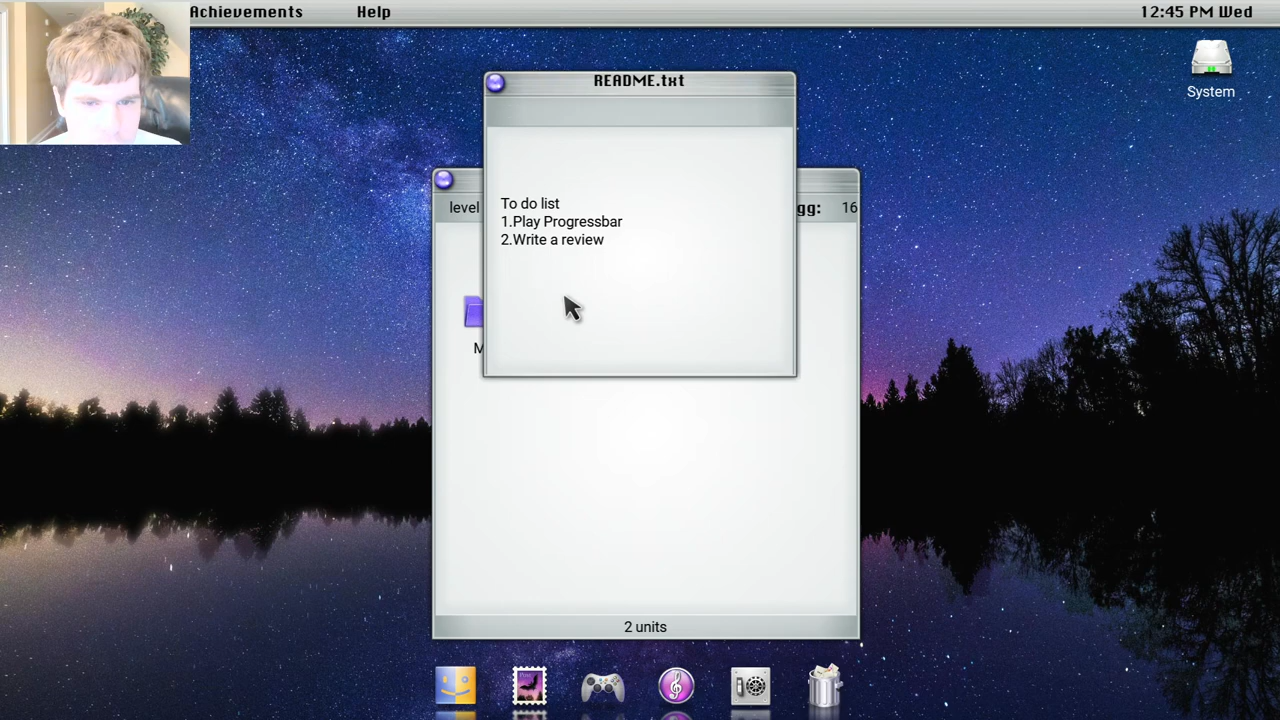 Achievements Help 12:45 PM Wed
System
README.txt
level gg: 16
To do list
1.Play Progressbar
2.Write a review
M
2 units